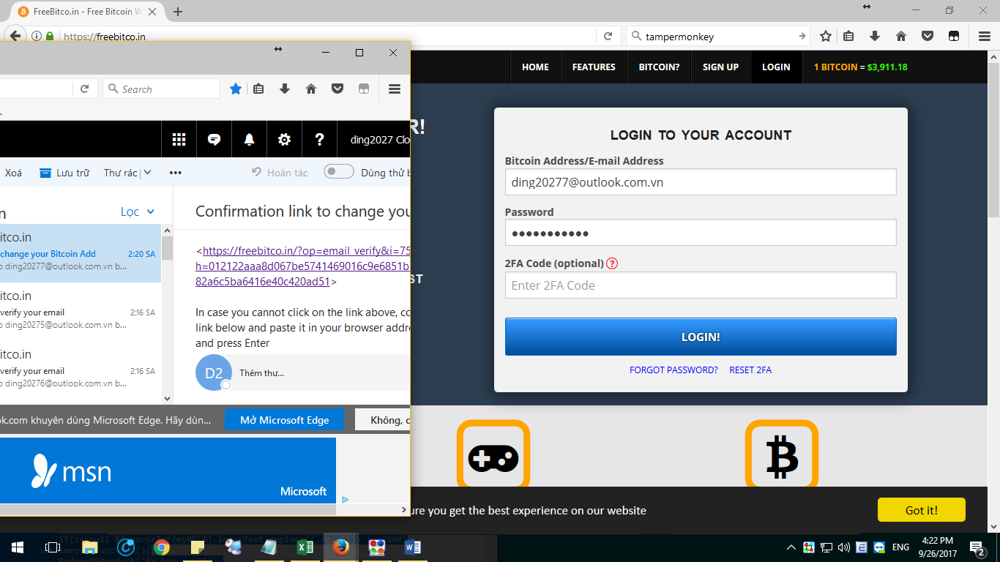 FreeBitco.in - Free Bitcoin W
https://freebitco.in
tampermonkey
HOME
FEATURES
BITCOIN?
SIGN UP
LOGIN
1 BITCOIN = $3,911.18
Search
ding2027 Clo
Xoá
Lưu trữ
Thư rác
Hoàn tác
Dùng thử b
n
Lọc
itco.in
change your Bitcoin Add
2:20 SA
o ding20277@outlook.com.vn b...
itco.in
verify your email
2:16 SA
o ding20275@outlook.com.vn b...
itco.in
verify your email
2:16 SA
o ding20276@outlook.com.vn b...
Confirmation link to change you
<https://freebitco.in/?op=email_verify&i=75
h=012122aaa8d067be5741469016c9e6851b
82a6c5ba6416e40c420ad51>
In case you cannot click on the link above, co
link below and paste it in your browser addre
and press Enter
D2
Thêm thư...
ok.com khuyên dùng Microsoft Edge. Hãy dùn...
Mở Microsoft Edge
Không, c
msn
Microsoft
R!
ST
LOGIN TO YOUR ACCOUNT
Bitcoin Address/E-mail Address
ding20277@outlook.com.vn
Password
2FA Code (optional) ?
Enter 2FA Code
LOGIN!
FORGOT PASSWORD?
RESET 2FA
ure you get the best experience on our website
Got it!
ENG
4:22 PM
9/26/2017
2